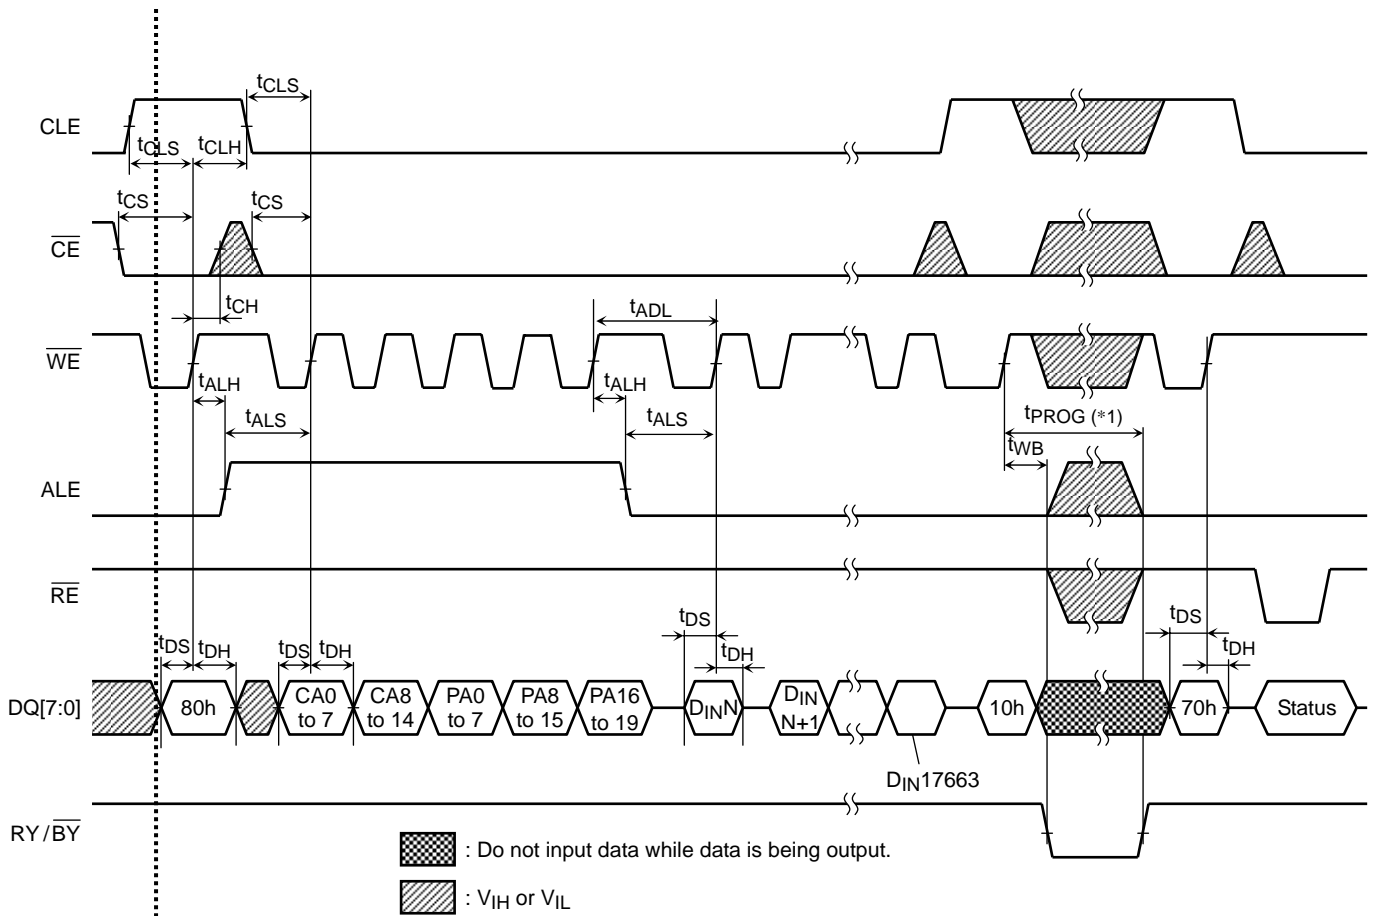 tCLS
CLE
tCLS tCLH
tCS tCS
CE
tCH
tADL
WE
tALH tALH
tALS tALS
tPROG (*1)
tWB
ALE
RE
tDS tDS
tDS tDH tDS tDH tDH tDH
DQ[7:0] 80h CA0 to 7 CA8 to 14 PA0 to 7 PA8 to 15 PA16 to 19 DINN DIN N+1 10h 70h Status
DIN17663
RY/BY
: Do not input data while data is being output.
: VIH or VIL